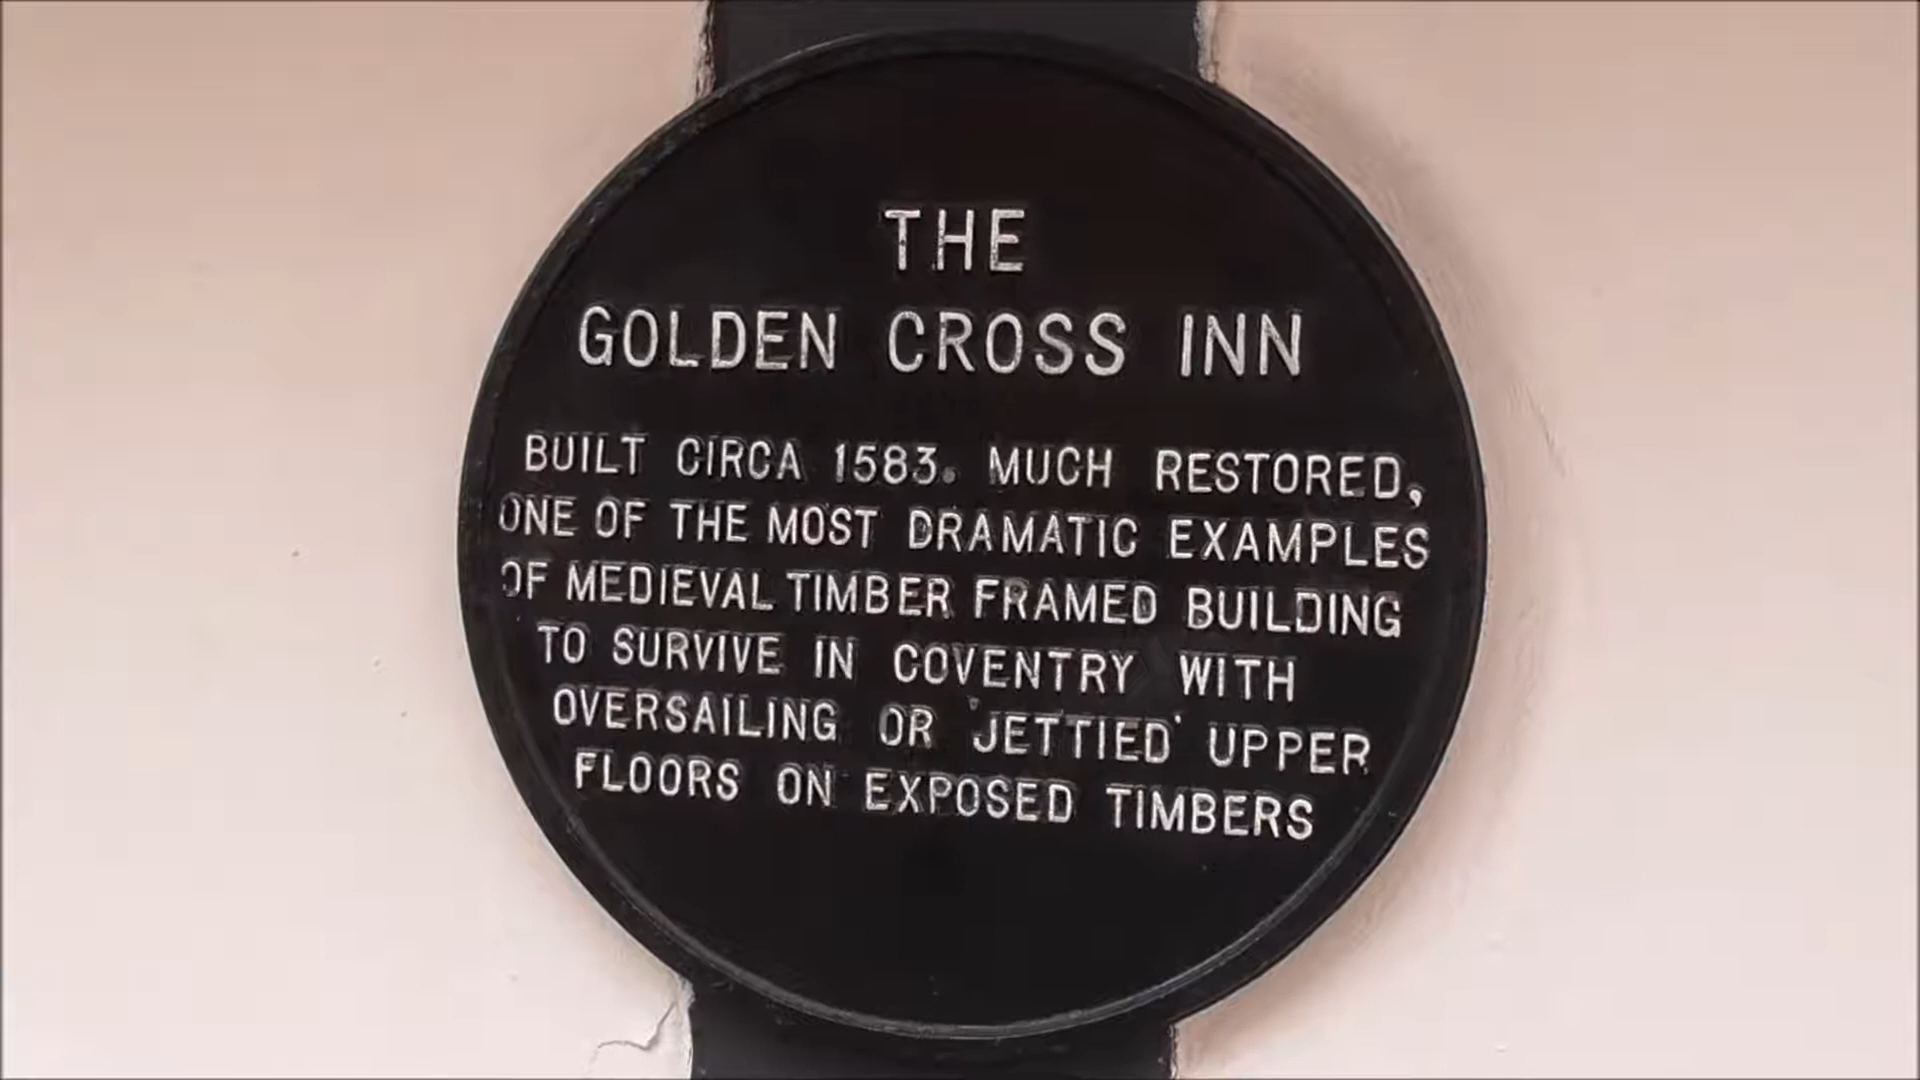 THE
GOLDEN CROSS INN
BUILT CIRCA 1583. MUCH RESTORED,
ONE OF THE MOST DRAMATIC EXAMPLES
OF MEDIEVAL TIMBER FRAMED BUILDING
TO SURVIVE IN COVENTRY WITH
OVERSAILING OR 'JETTIED' UPPER
FLOORS ON EXPOSED TIMBERS